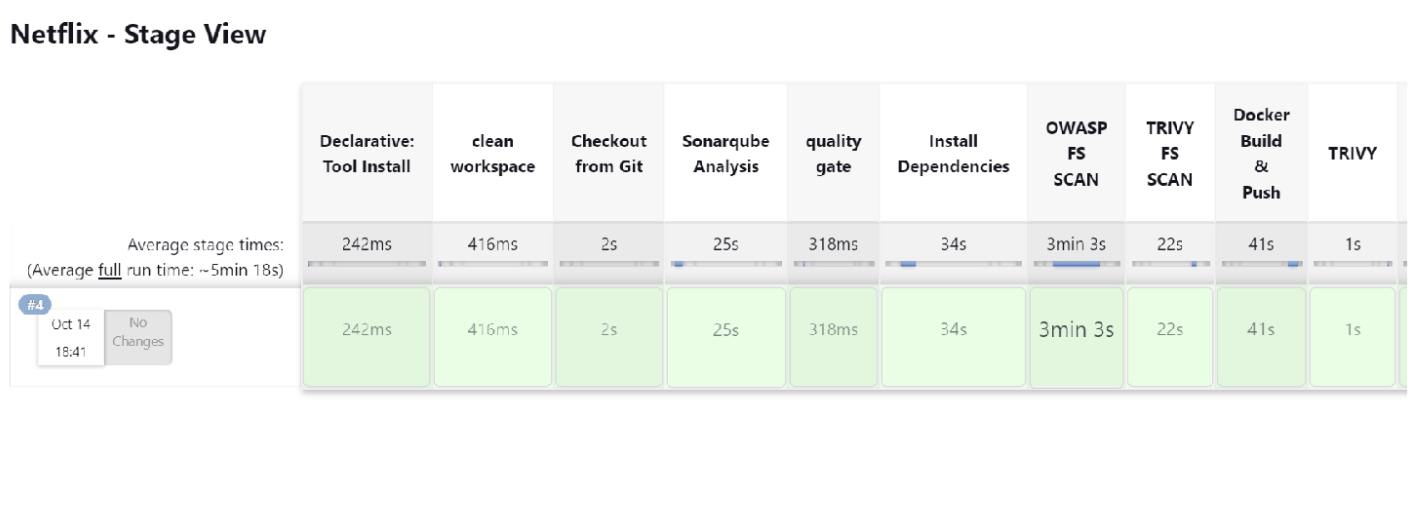 Netflix - Stage View
Declarative:
Tool Install
clean
workspace
Checkout
from Git
Sonarqube
Analysis
quality
gate
Install
Dependencies
OWASP
FS
SCAN
TRIVY
FS
SCAN
Docker
Build
&
Push
TRIVY
Average stage times:
(Average full run time: ~5min 18s)
242ms
416ms
2s
25s
318ms
34s
3min 3s
22s
41s
1s
#4
Oct 14
18:41
No
Changes
242ms
416ms
2s
25s
318ms
34s
3min 3s
22s
41s
1s